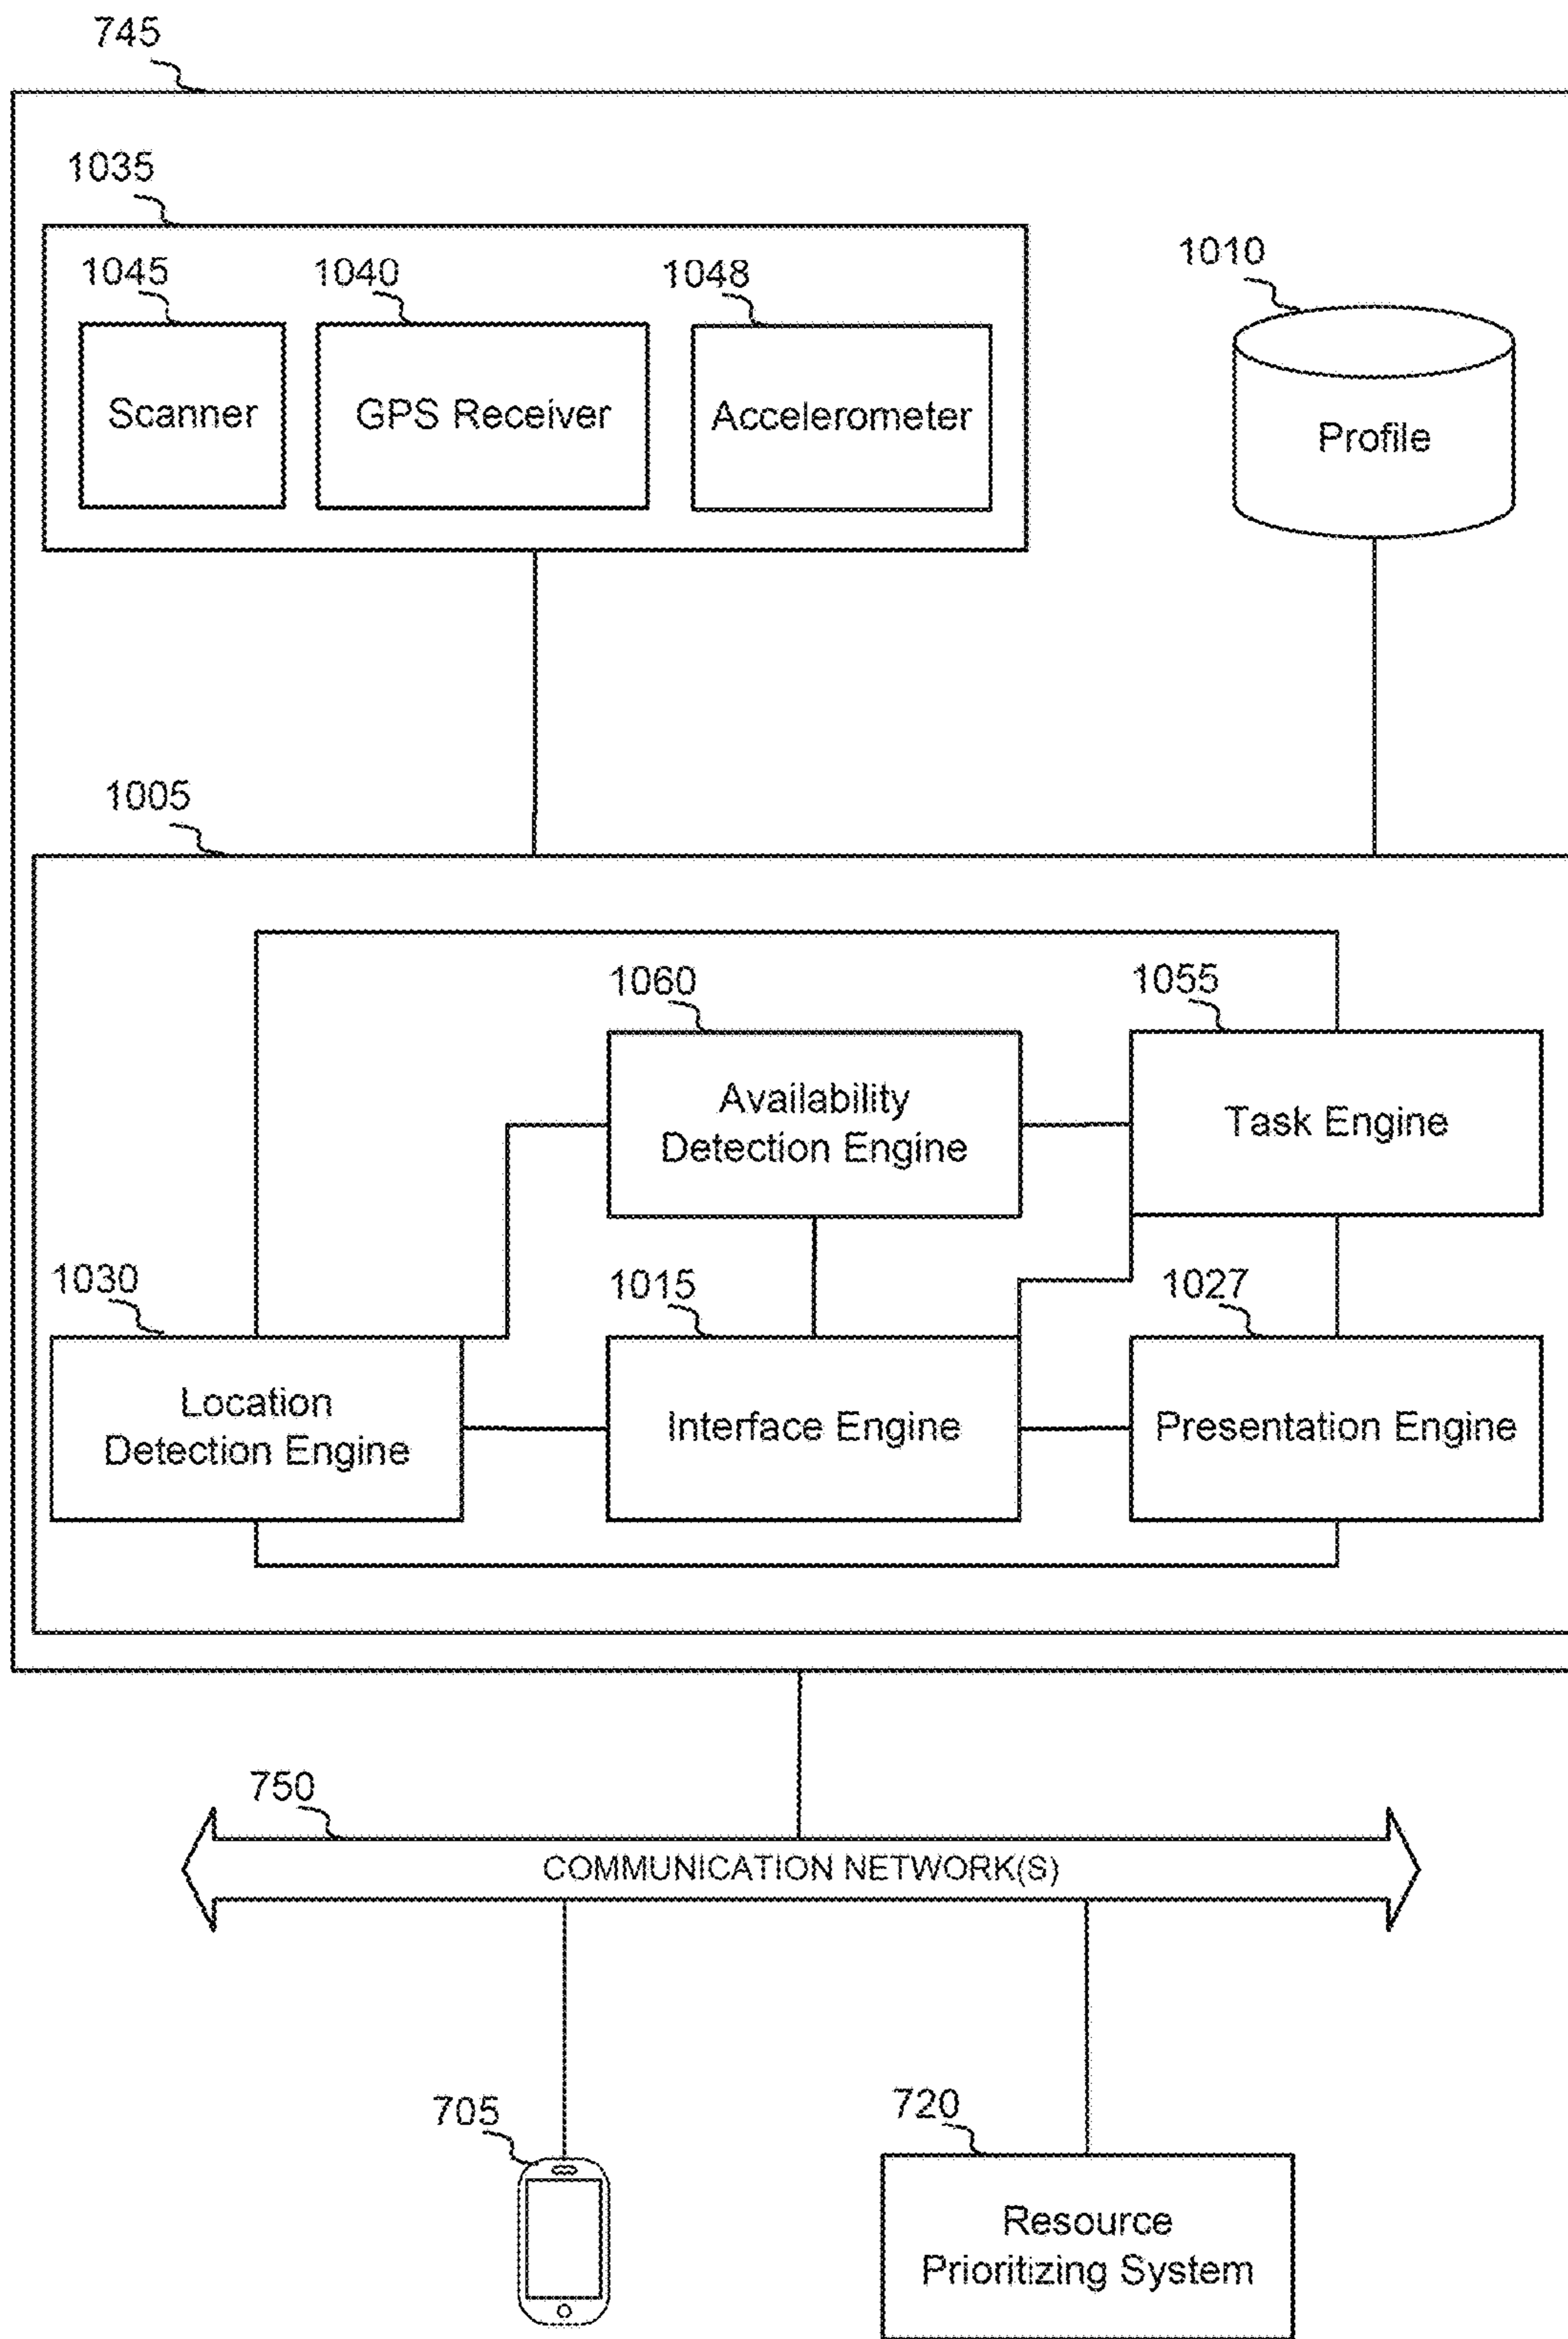 745
1035
1045
1040
1048
1010
Scanner
GPS Receiver
Accelerometer
Profile
1005
1060
1055
Availability
Detection Engine
Task Engine
1030
1015
1027
Location
Detection Engine
Interface Engine
Presentation Engine
750
COMMUNICATION NETWORK(S)
705
720
Resource
Prioritizing System